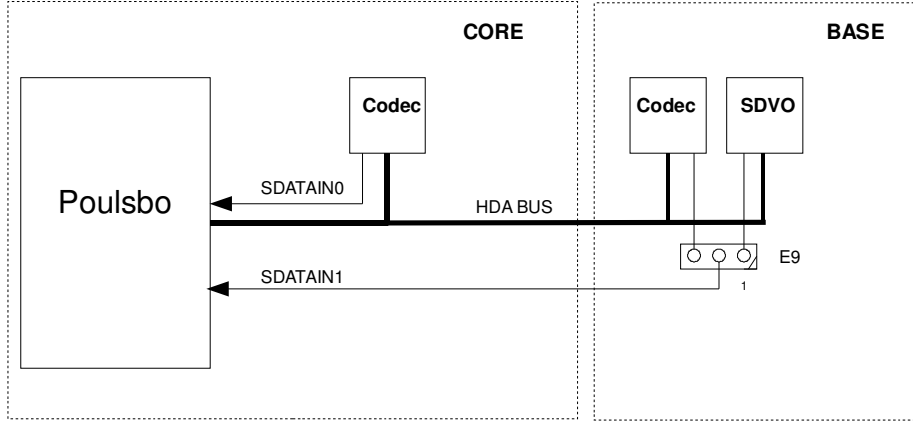 CORE
BASE
Codec
Codec
SDVO
Poulsbo
SDATAIN0
HDA BUS
E9
SDATAIN1
1